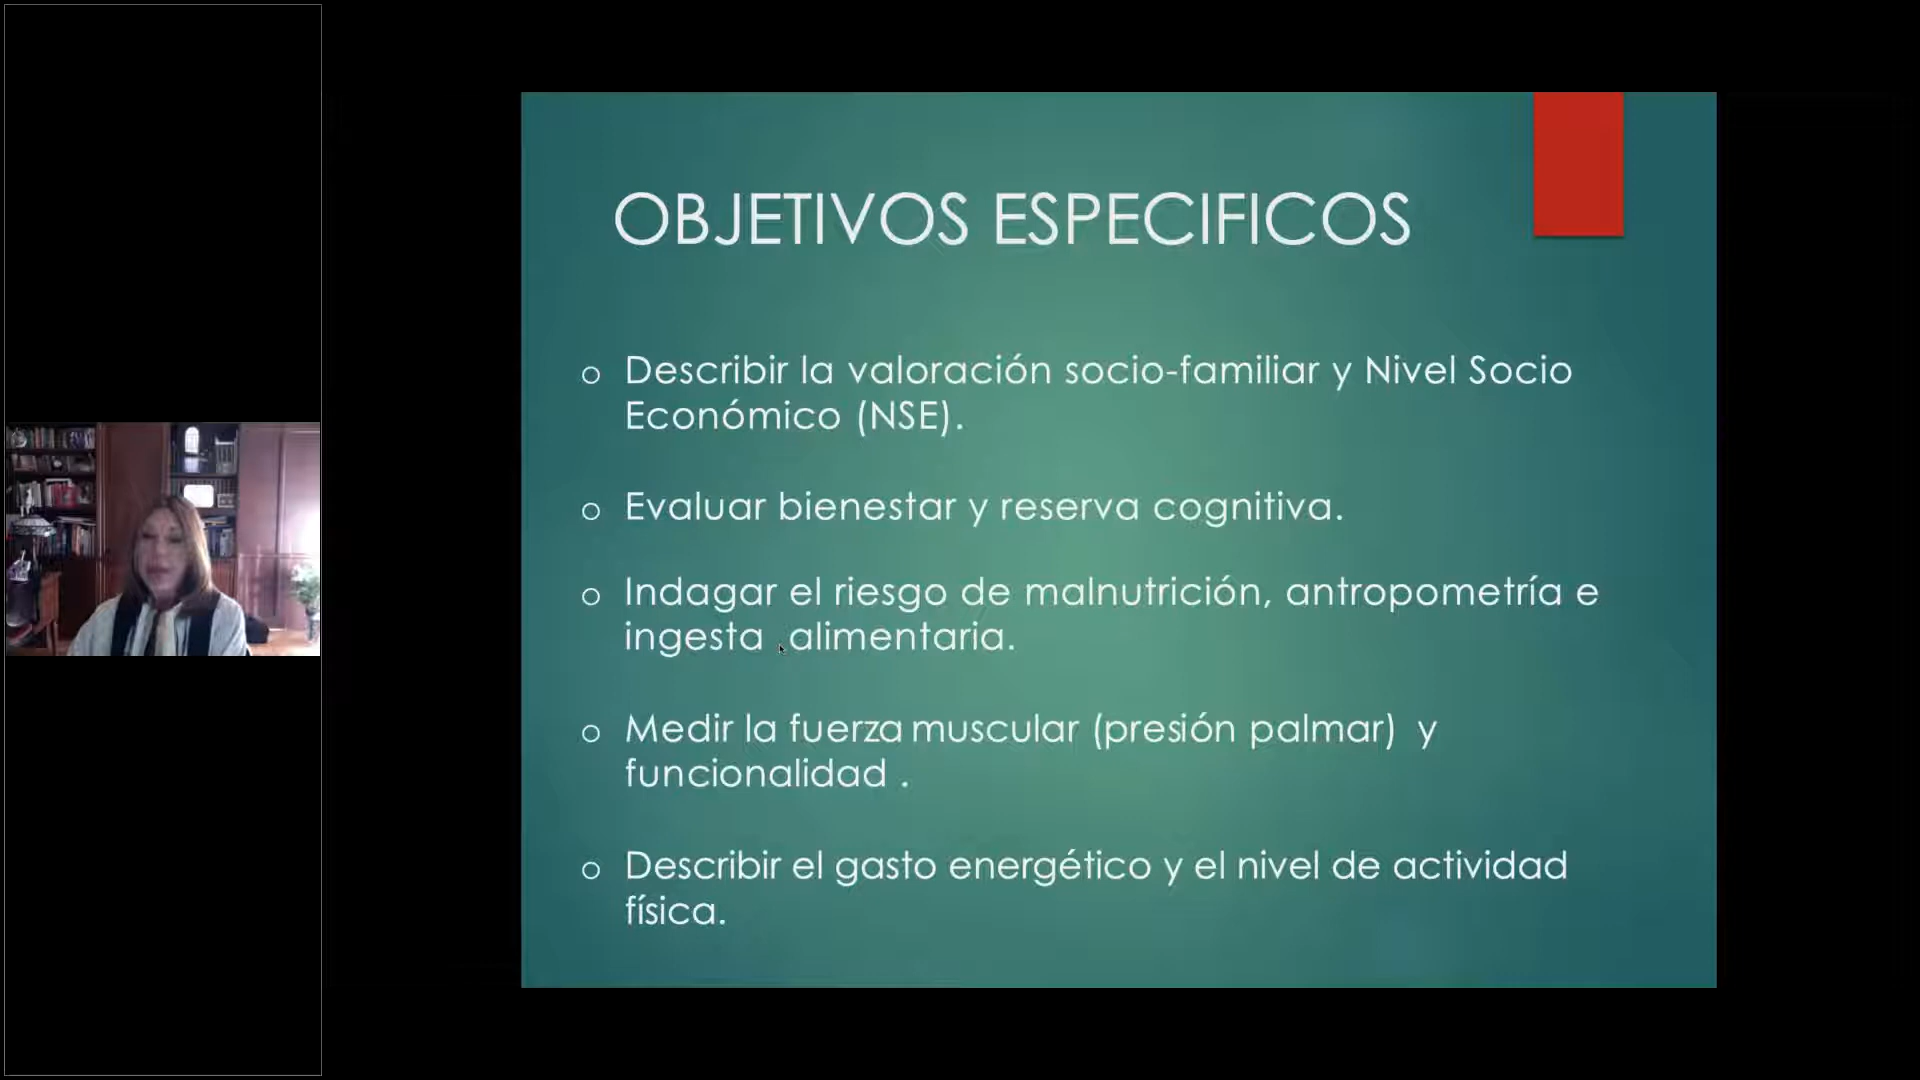 OBJETIVOS ESPECIFICOS
o Describir la valoración socio-familiar y Nivel Socio
Económico (NSE).
o Evaluar bienestar y reserva cognitiva.
o Indagar el riesgo de malnutrición, antropometría e
ingesta alimentaria.
o Medir la fuerza muscular (presión palmar) y
funcionalidad .
o Describir el gasto energético y el nivel de actividad
física.